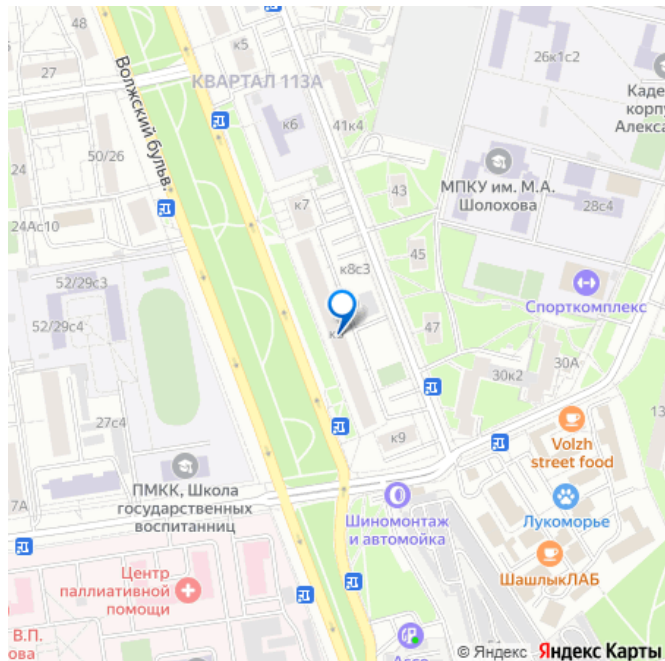 48
27
Волжский бульв.
к5
КВАРТАЛ 113А
26к1с2
Каде
корпу
Алекса
к6
41к4
50/26
24
МПКУ им. М.А.
Шолохова
43
28с4
24Ас10
к7
45
к8с3
52/29с3
Спорткомплекс
52/29с4
47
30к2
30А
13
27с4
к9
Volzh
street food
7А
ПМКК, Школа
государственных
воспитанниц
Шиномонтаж
и автомойка
Лукоморье
ШашлыкЛАБ
Центр
паллиативной
помощи
В.П.
ова
© Яндекс Яндекс Карты